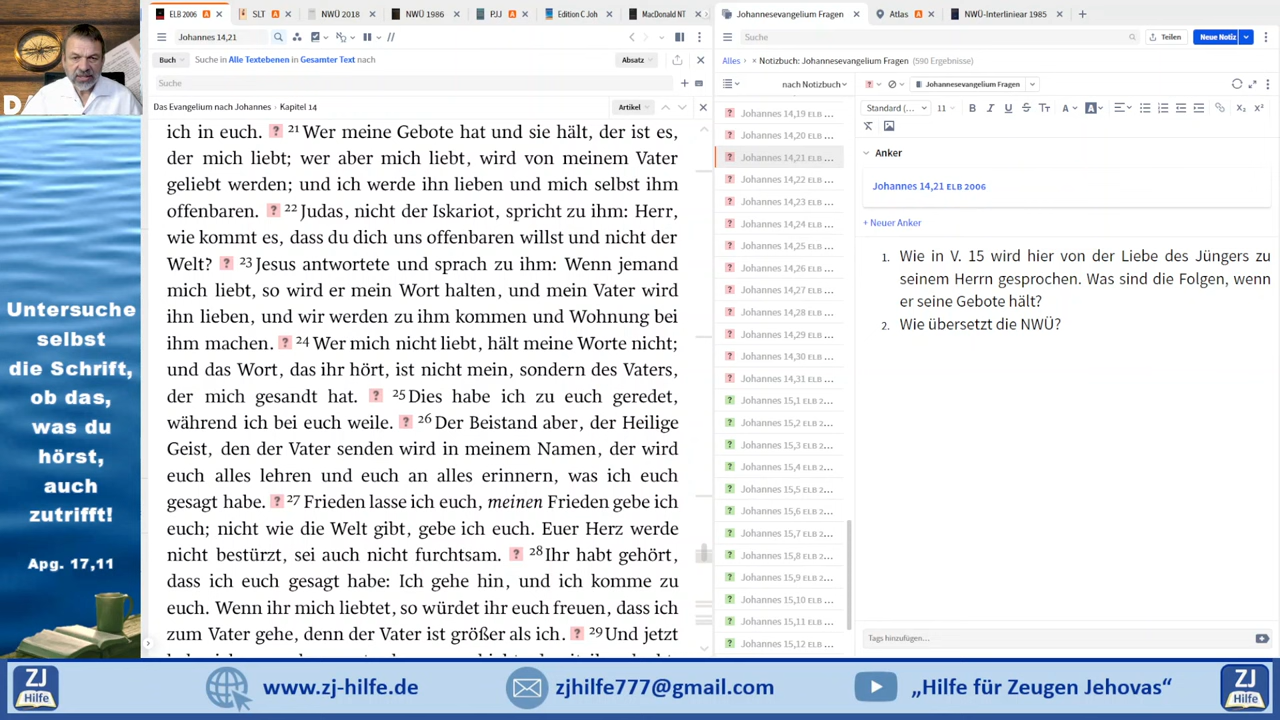 ELB 2006 A
SLT A
NWÜ 2018
NWÜ 1986
PJJ A
Edition C Joh
MacDonald NT
Johannesevangelium Fragen
Atlas A
NWÜ-Interliniear 1985
Johannes 14,21
Suche
Teilen
Neue Notiz
Buch
Suche in Alle Textebenen in Gesamter Text nach
Absatz
Alles
Notizbuch: Johannesevangelium Fragen (590 Ergebnisse)
Suche
nach Notizbuch
Johannesevangelium Fragen
Das Evangelium nach Johannes › Kapitel 14
Artikel
Standard (...
11
ich in euch. ? 21 Wer meine Gebote hat und sie hält, der ist es,
der mich liebt; wer aber mich liebt, wird von meinem Vater
geliebt werden; und ich werde ihn lieben und mich selbst ihm
offenbaren. ? 22 Judas, nicht der Iskariot, spricht zu ihm: Herr,
wie kommt es, dass du dich uns offenbaren willst und nicht der
Welt? ? 23 Jesus antwortete und sprach zu ihm: Wenn jemand
mich liebt, so wird er mein Wort halten, und mein Vater wird
ihn lieben, und wir werden zu ihm kommen und Wohnung bei
ihm machen. ? 24 Wer mich nicht liebt, hält meine Worte nicht;
und das Wort, das ihr hört, ist nicht mein, sondern des Vaters,
der mich gesandt hat. ? 25 Dies habe ich zu euch geredet,
während ich bei euch weile. ? 26 Der Beistand aber, der Heilige
Geist, den der Vater senden wird in meinem Namen, der wird
euch alles lehren und euch an alles erinnern, was ich euch
gesagt habe. ? 27 Frieden lasse ich euch, meinen Frieden gebe ich
euch; nicht wie die Welt gibt, gebe ich euch. Euer Herz werde
nicht bestürzt, sei auch nicht furchtsam. ? 28 Ihr habt gehört,
dass ich euch gesagt habe: Ich gehe hin, und ich komme zu
euch. Wenn ihr mich liebtet, so würdet ihr euch freuen, dass ich
zum Vater gehe, denn der Vater ist größer als ich. ? 29 Und jetzt
? Johannes 14,19 ELB ...
? Johannes 14,20 ELB ...
? Johannes 14,21 ELB ...
? Johannes 14,22 ELB ...
? Johannes 14,23 ELB ...
? Johannes 14,24 ELB ...
? Johannes 14,25 ELB ...
? Johannes 14,26 ELB ...
? Johannes 14,27 ELB ...
? Johannes 14,28 ELB ...
? Johannes 14,29 ELB ...
? Johannes 14,30 ELB ...
? Johannes 14,31 ELB ...
? Johannes 15,1 ELB 2...
? Johannes 15,2 ELB 2...
? Johannes 15,3 ELB 2...
? Johannes 15,4 ELB 2...
? Johannes 15,5 ELB 2...
? Johannes 15,6 ELB 2...
? Johannes 15,7 ELB 2...
? Johannes 15,8 ELB 2...
? Johannes 15,9 ELB 2...
? Johannes 15,10 ELB ...
? Johannes 15,11 ELB ...
? Johannes 15,12 ELB ...
Anker
Johannes 14,21 ELB 2006
+ Neuer Anker
1. Wie in V. 15 wird hier von der Liebe des Jüngers zu
seinem Herrn gesprochen. Was sind die Folgen, wenn
er seine Gebote hält?
2. Wie übersetzt die NWÜ?
Tags hinzufügen...
Untersuche
selbst
die Schrift,
ob das,
was du
hörst,
auch
zutrifft!
Apg. 17,11
ZJ
Hilfe
www.zj-hilfe.de
zjhilfe777@gmail.com
„Hilfe für Zeugen Jehovas“
ZJ
Hilfe